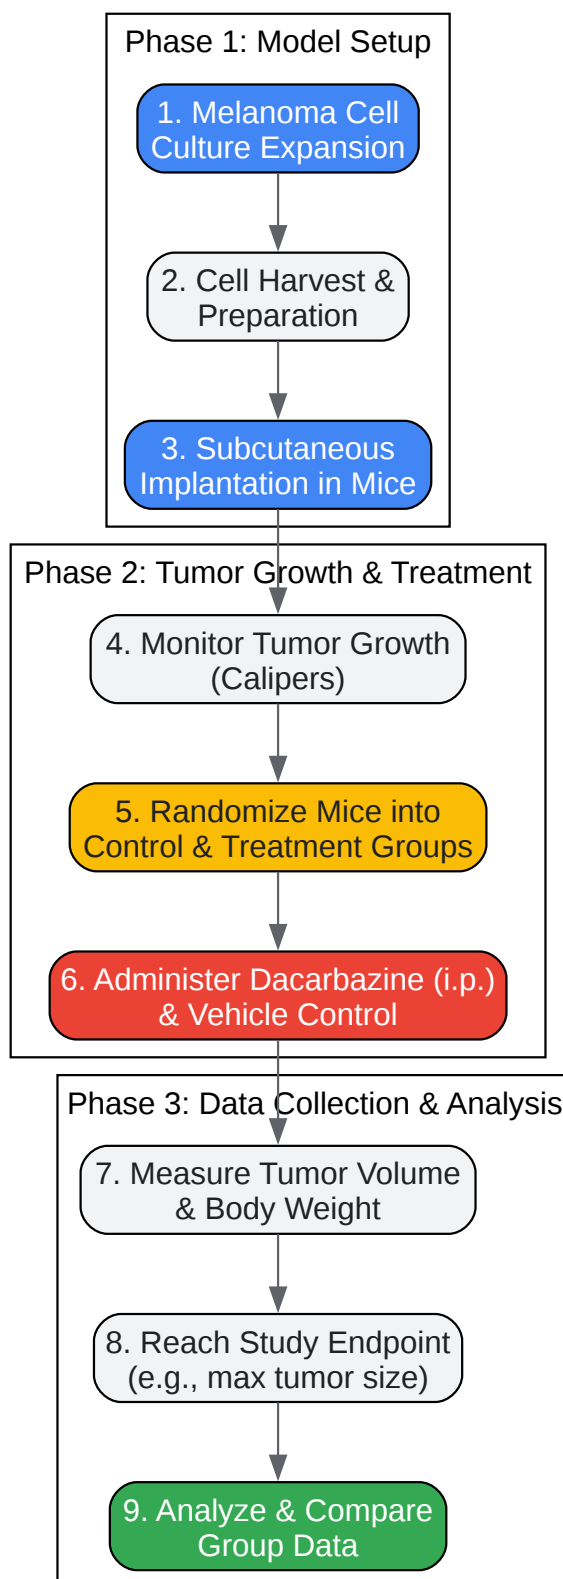 Phase 1: Model Setup
1. Melanoma Cell
Culture Expansion
2. Cell Harvest &
Preparation
3. Subcutaneous
Implantation in Mice
Phase 2: Tumor Growth & Treatment
4. Monitor Tumor Growth
(Calipers)
5. Randomize Mice into
Control & Treatment Groups
6. Administer Dacarbazine (i.p.)
& Vehicle Control
Phase 3: Data Collection & Analysis
7. Measure Tumor Volume
& Body Weight
8. Reach Study Endpoint
(e.g., max tumor size)
9. Analyze & Compare
Group Data